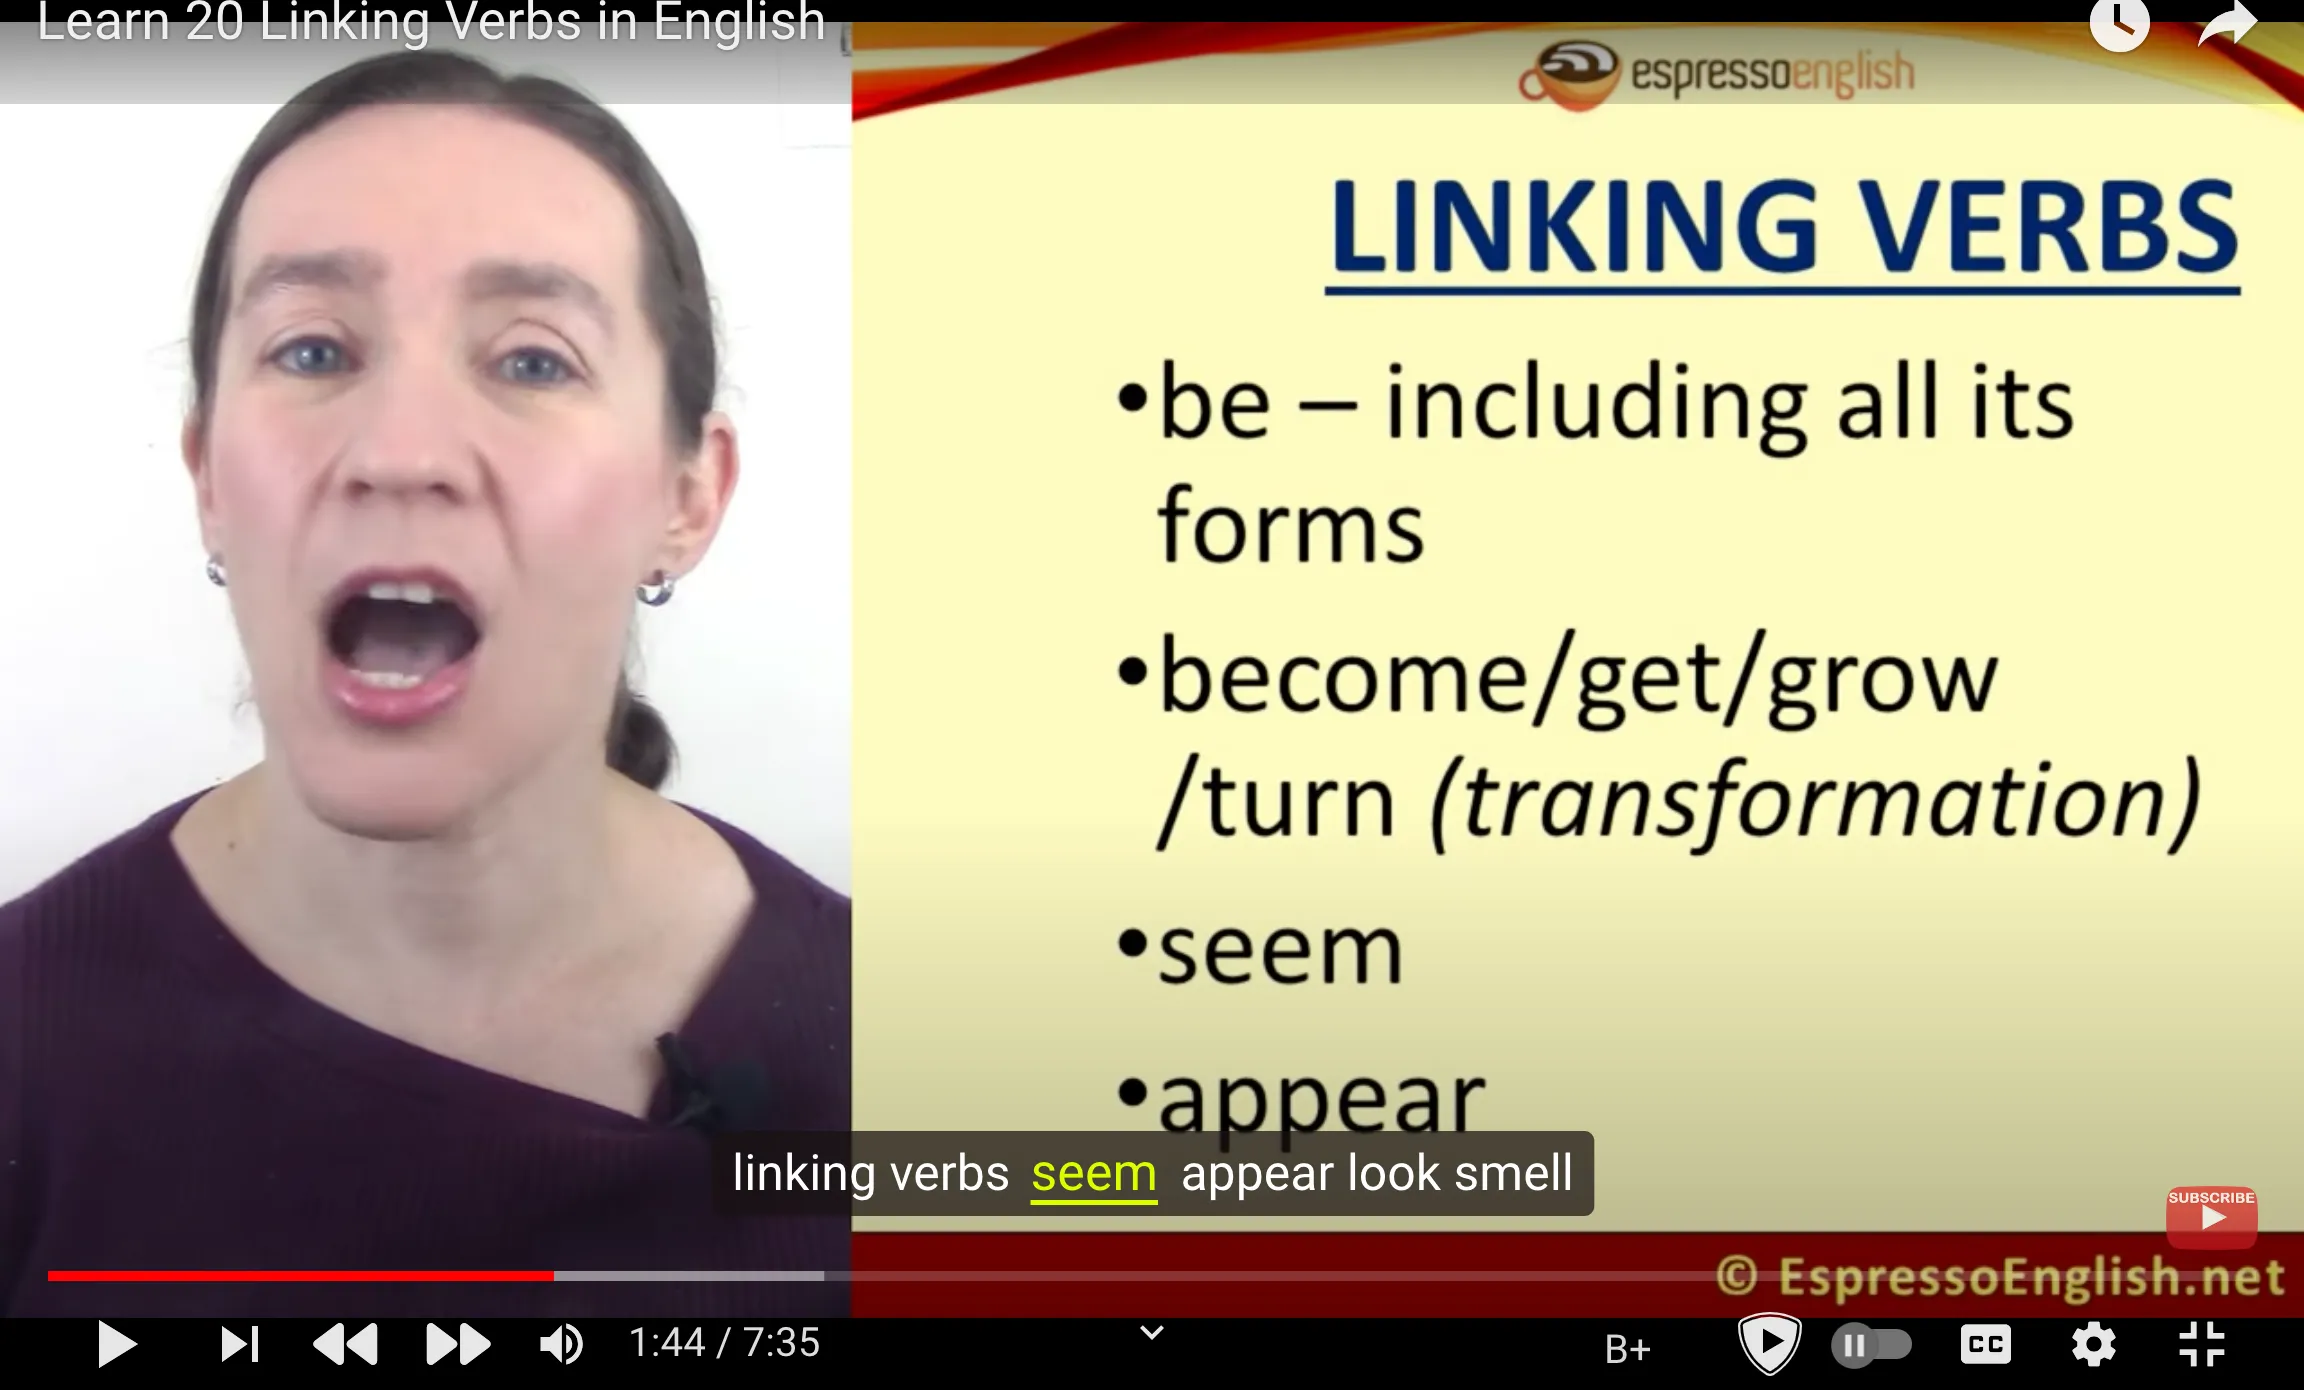 Learn 20 Linking Verbs in English
espressoenglish
LINKING VERBS
•be – including all its
forms
•become/get/grow
/turn (transformation)
•seem
•appear
linking verbs seem appear look smell
SUBSCRIBE
© EspressoEnglish.net
1:44 / 7:35
B+
CC